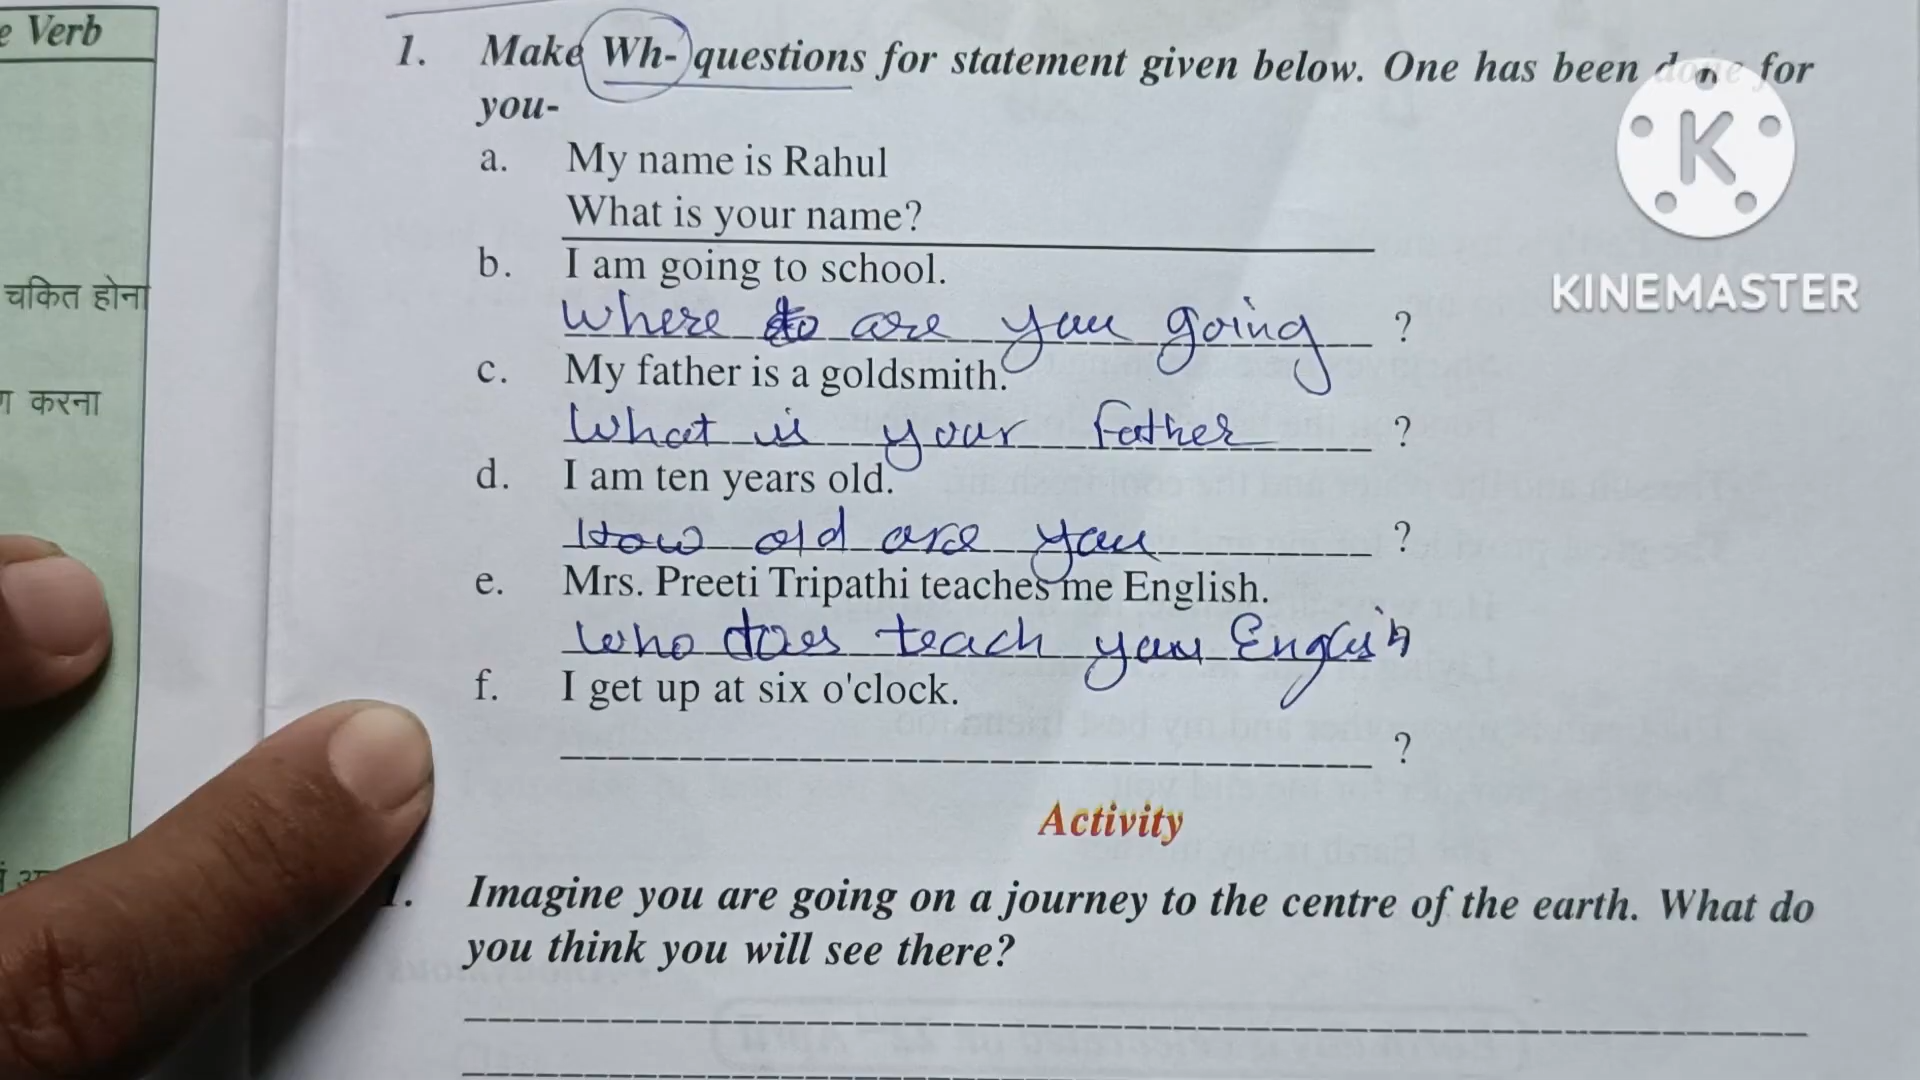 e Verb
चकित होना
करना
1. Make Wh- questions for statement given below. One has been done for
you-
a. My name is Rahul
What is your name?
b. I am going to school.
Where to are you going ?
c. My father is a goldsmith.
What is your father ?
d. I am ten years old.
How old are you ?
e. Mrs. Preeti Tripathi teaches me English.
Who does teach you English
f. I get up at six o'clock.
?
Activity
1. Imagine you are going on a journey to the centre of the earth. What do
you think you will see there?
K
KINEMASTER